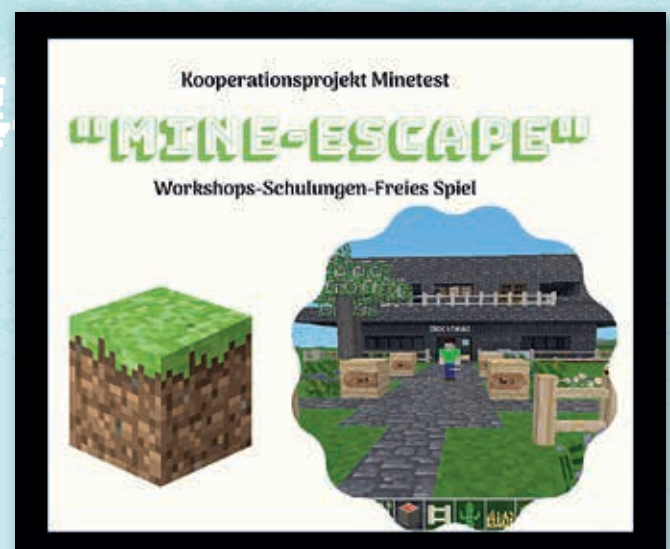 Kooperationsprojekt Minetest
"MINE-ESCAPE"
Workshops-Schulungen-Freies Spiel